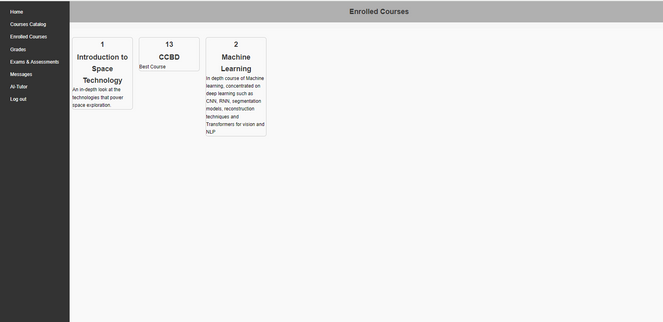 Home
Courses Catalog
Enrolled Courses
Grades
Exams & Assessments
Messages
AI-Tutor
Log out
Enrolled Courses
1
Introduction to
Space
Technology
An in-depth look at the
technologies that power
space exploration.
13
CCBD
Best Course
2
Machine
Learning
In depth course of Machine
learning, concentrated on
deep learning such as
CNN, RNN, segmentation
models, reconstruction
techniques and
Transformers for vision and
NLP